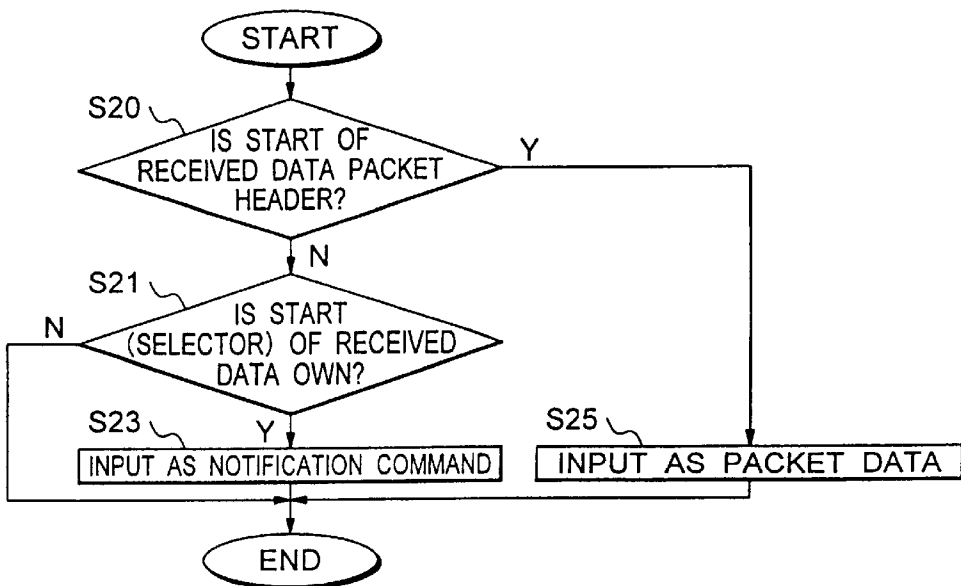 START
S20
IS START OF
RECEIVED DATA PACKET
HEADER?
Y
N
S21
IS START
(SELECTOR) OF RECEIVED
DATA OWN?
N
Y
S23
INPUT AS NOTIFICATION COMMAND
S25
INPUT AS PACKET DATA
END